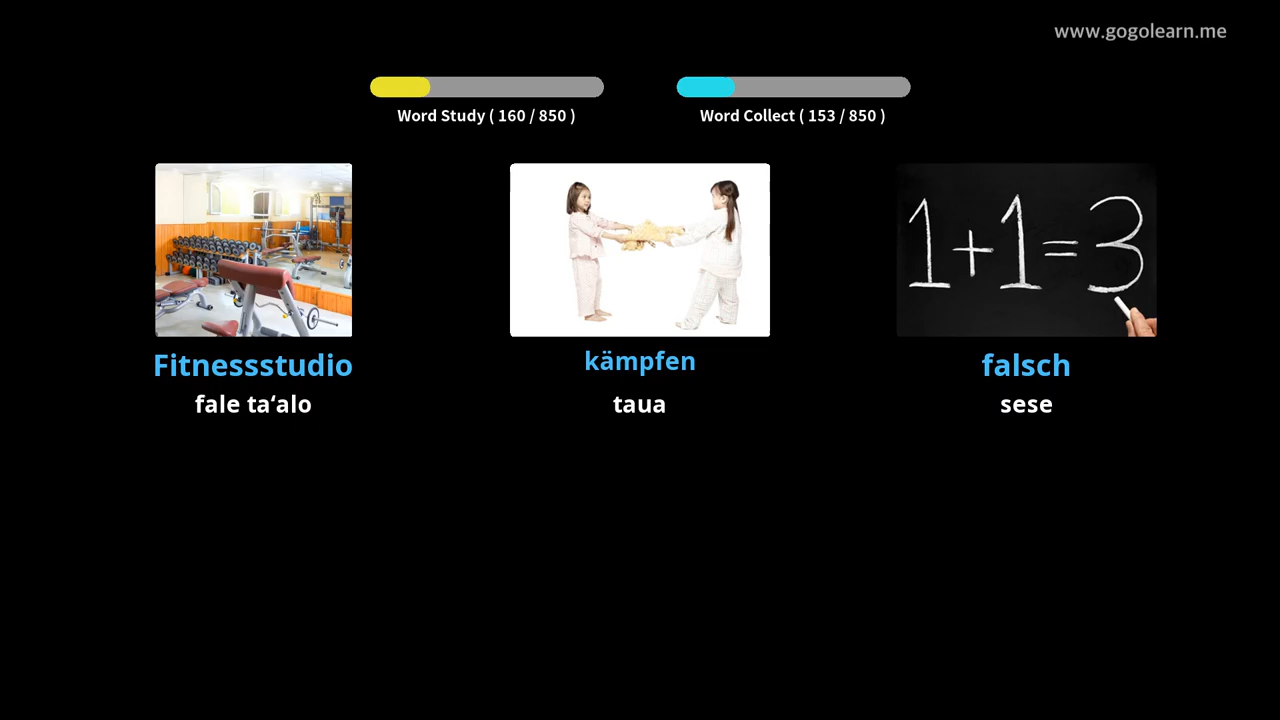 www.gogolearn.me
Word Study ( 160 / 850 )
Word Collect ( 153 / 850 )
1+1=3
Fitnessstudio
kämpfen
falsch
fale ta‘alo
taua
sese